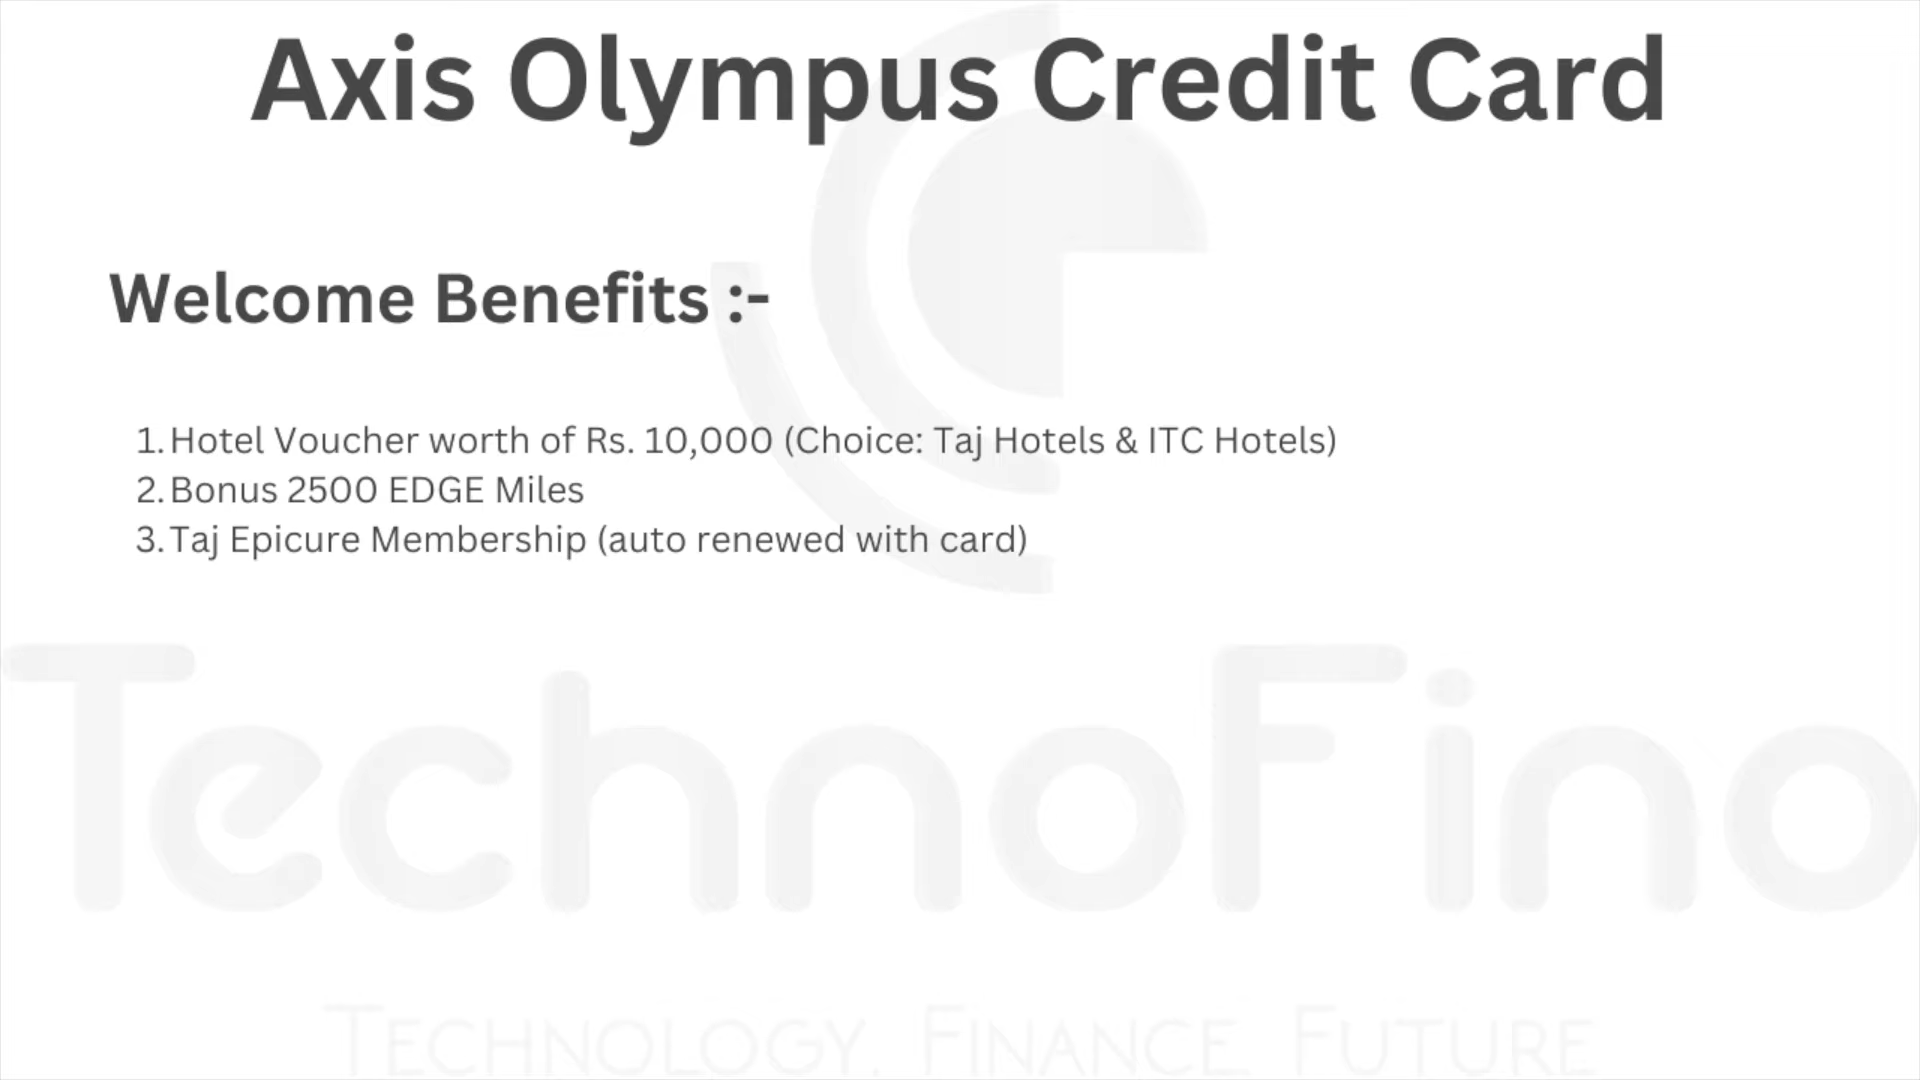 Axis Olympus Credit Card
Welcome Benefits :-
1. Hotel Voucher worth of Rs. 10,000 (Choice: Taj Hotels & ITC Hotels)
2. Bonus 2500 EDGE Miles
3. Taj Epicure Membership (auto renewed with card)
TechnoFino
TECHNOLOGY. FINANCE. FUTURE